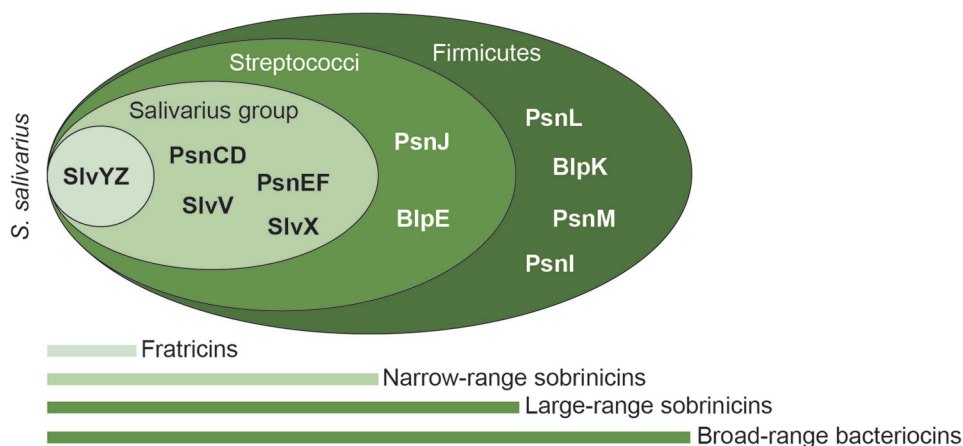 Firmicutes
Streptococci
Salivarius group
S. salivarius
SlvYZ
PsnCD
PsnEF
SlvV
SlvX
PsnJ
BlpE
PsnL
BlpK
PsnM
PsnI
Fratricins
Narrow-range sobrinicins
Large-range sobrinicins
Broad-range bacteriocins